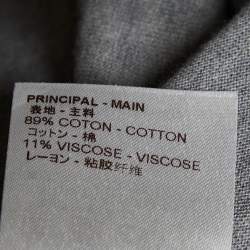 PRINCIPAL - MAIN
表地 - 主料
89% COTON - COTTON
コットン - 棉
11% VISCOSE - VISCOSE
レーヨン - 粘胶纤维